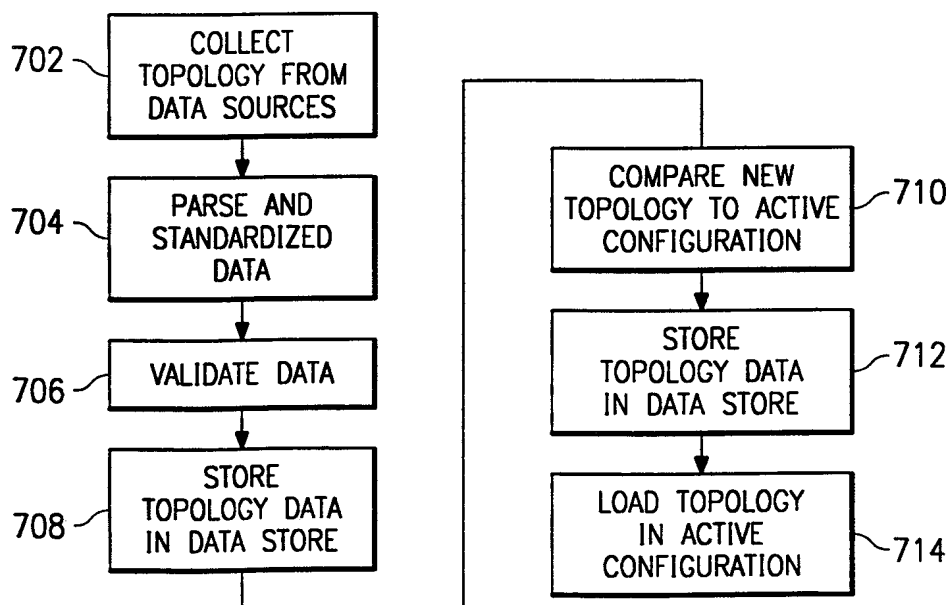 702
COLLECT
TOPOLOGY FROM
DATA SOURCES
704
PARSE AND
STANDARDIZED
DATA
706
VALIDATE DATA
708
STORE
TOPOLOGY DATA
IN DATA STORE
COMPARE NEW
TOPOLOGY TO ACTIVE
CONFIGURATION
710
STORE
TOPOLOGY DATA
IN DATA STORE
712
LOAD TOPOLOGY
IN ACTIVE
CONFIGURATION
714